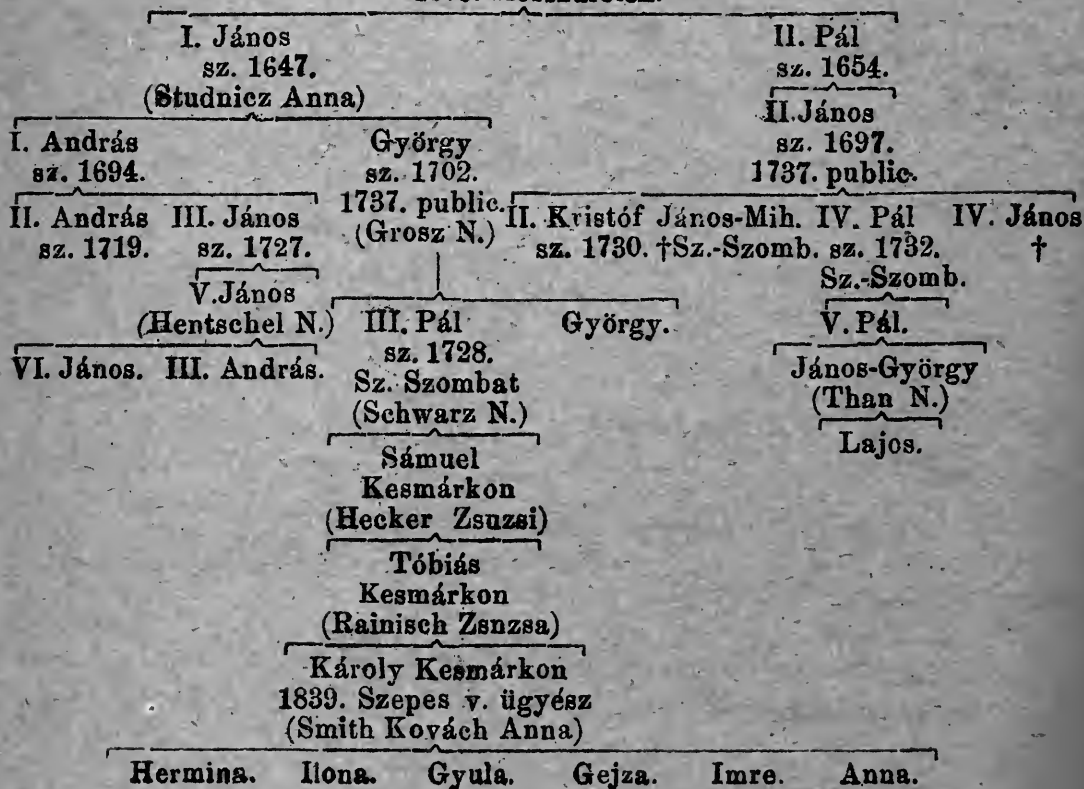 I. János II. Pál
sz. 1647. sz. 1654.
(Studnicz Anna) II. János
I. András György sz. 1697.
sz. 1694. sz. 1702. 1737. public.
II. András III. János 1737. public. II. Kristóf János-Mih. IV. Pál IV. János
sz. 1719. sz. 1727. (Grosz N.) sz. 1730. †Sz.-Szomb. sz. 1732. †
V. János Sz.-Szomb.
(Hentschel N.) III. Pál György. V. Pál.
VI. János. III. András. sz. 1728. János-György
Sz. Szombat (Than N.)
(Schwarz N.) Lajos.
Sámuel
Kesmárkon
(Hecker Zsuzsi)
Tóbiás
Kesmárkon
(Rainisch Zsnzsa)
Károly Kesmárkon
1839. Szepes v. ügyész
(Smith Kovách Anna)
Hermina. Ilona. Gyula. Gejza. Imre. Anna.